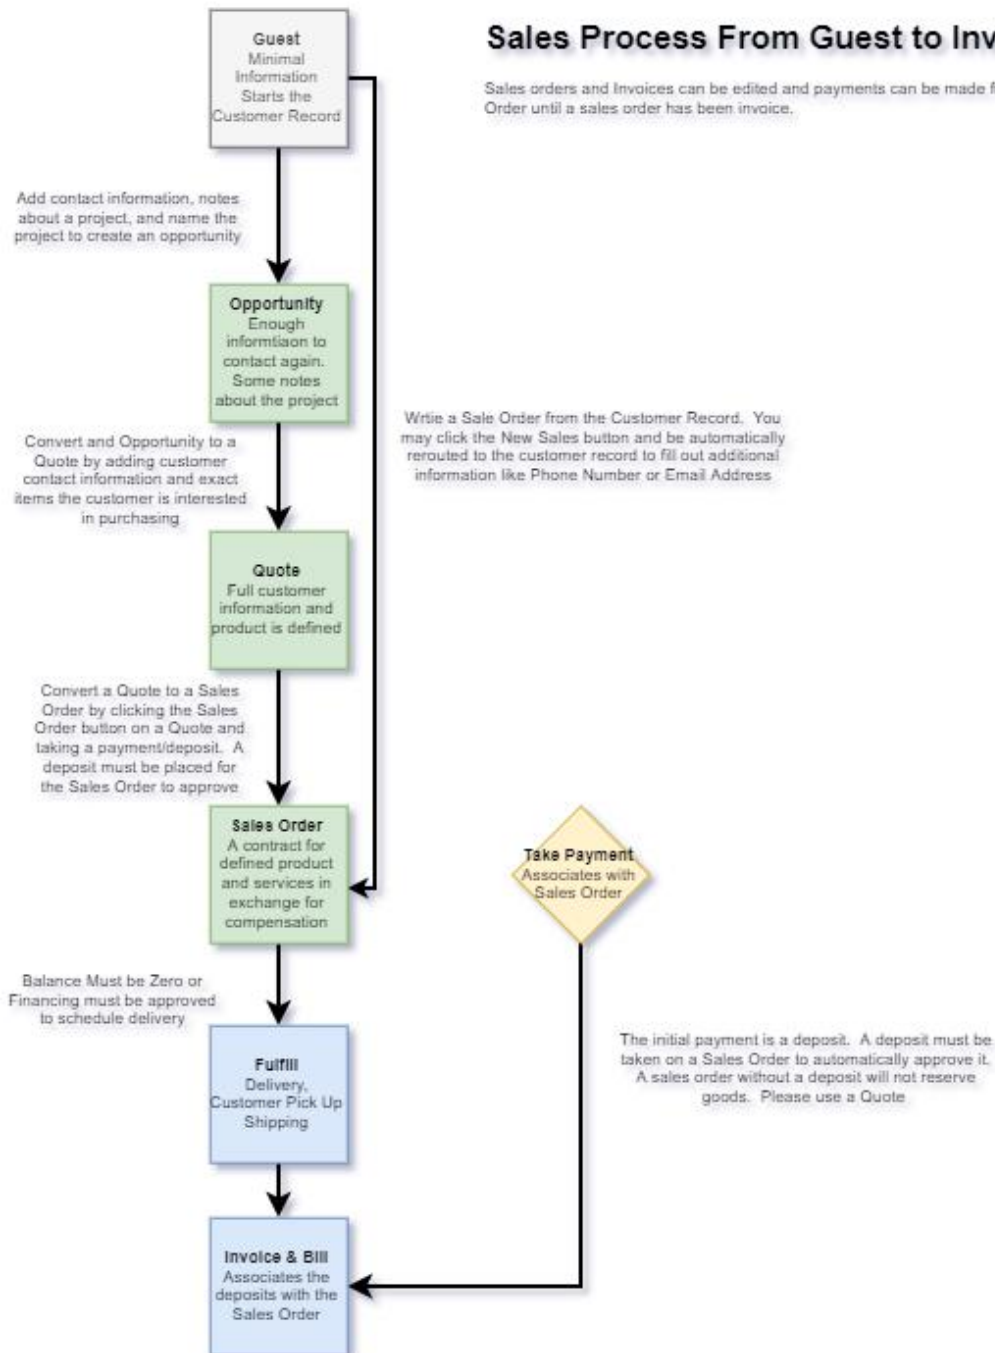 Sales Process From Guest to Inv
Sales orders and Invoices can be edited and payments can be made f
Order until a sales order has been invoice.
Guest
Minimal
Information
Starts the
Customer Record
Add contact information, notes
about a project, and name the
project to create an opportunity
Opportunity
Enough
informtiaon to
contact again.
Some notes
about the project
Wrtie a Sale Order from the Customer Record. You
may click the New Sales button and be automatically
rerouted to the customer record to fill out additional
information like Phone Number or Email Address
Convert and Opportunity to a
Quote by adding customer
contact information and exact
items the customer is interested
in purchasing
Quote
Full customer
information and
product is defined
Convert a Quote to a Sales
Order by clicking the Sales
Order button on a Quote and
taking a payment/deposit. A
deposit must be placed for
the Sales Order to approve
Sales Order
A contract for
defined product
and services in
exchange for
compensation
Take Payment
Associates with
Sales Order
Balance Must be Zero or
Financing must be approved
to schedule delivery
Fulfill
Delivery,
Customer Pick Up
Shipping
The initial payment is a deposit. A deposit must be
taken on a Sales Order to automatically approve it.
A sales order without a deposit will not reserve
goods. Please use a Quote
Invoice & Bill
Associates the
deposits with the
Sales Order